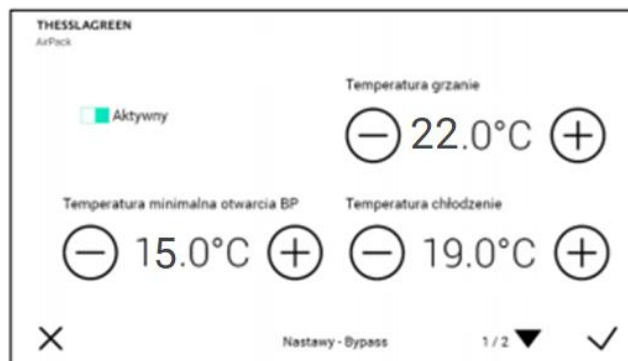 THESSLAGREEN
AirPack
Aktywny
Temperatura grzanie
22.0°C
Temperatura minimalna otwarcia BP
15.0°C
Temperatura chłodzenie
19.0°C
Nastawy - Bypass
1 / 2